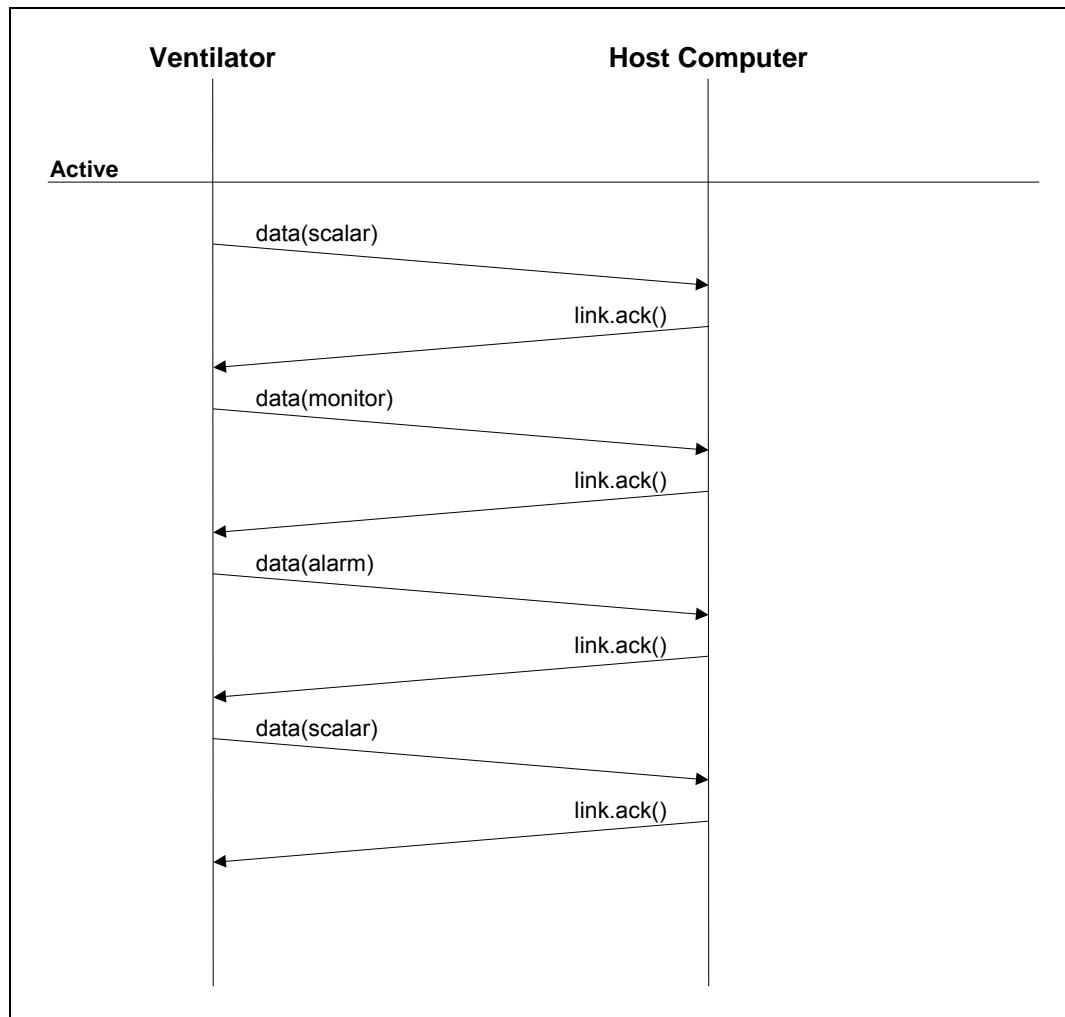 Ventilator
Host Computer
Active
data(scalar)
link.ack()
data(monitor)
link.ack()
data(alarm)
link.ack()
data(scalar)
link.ack()